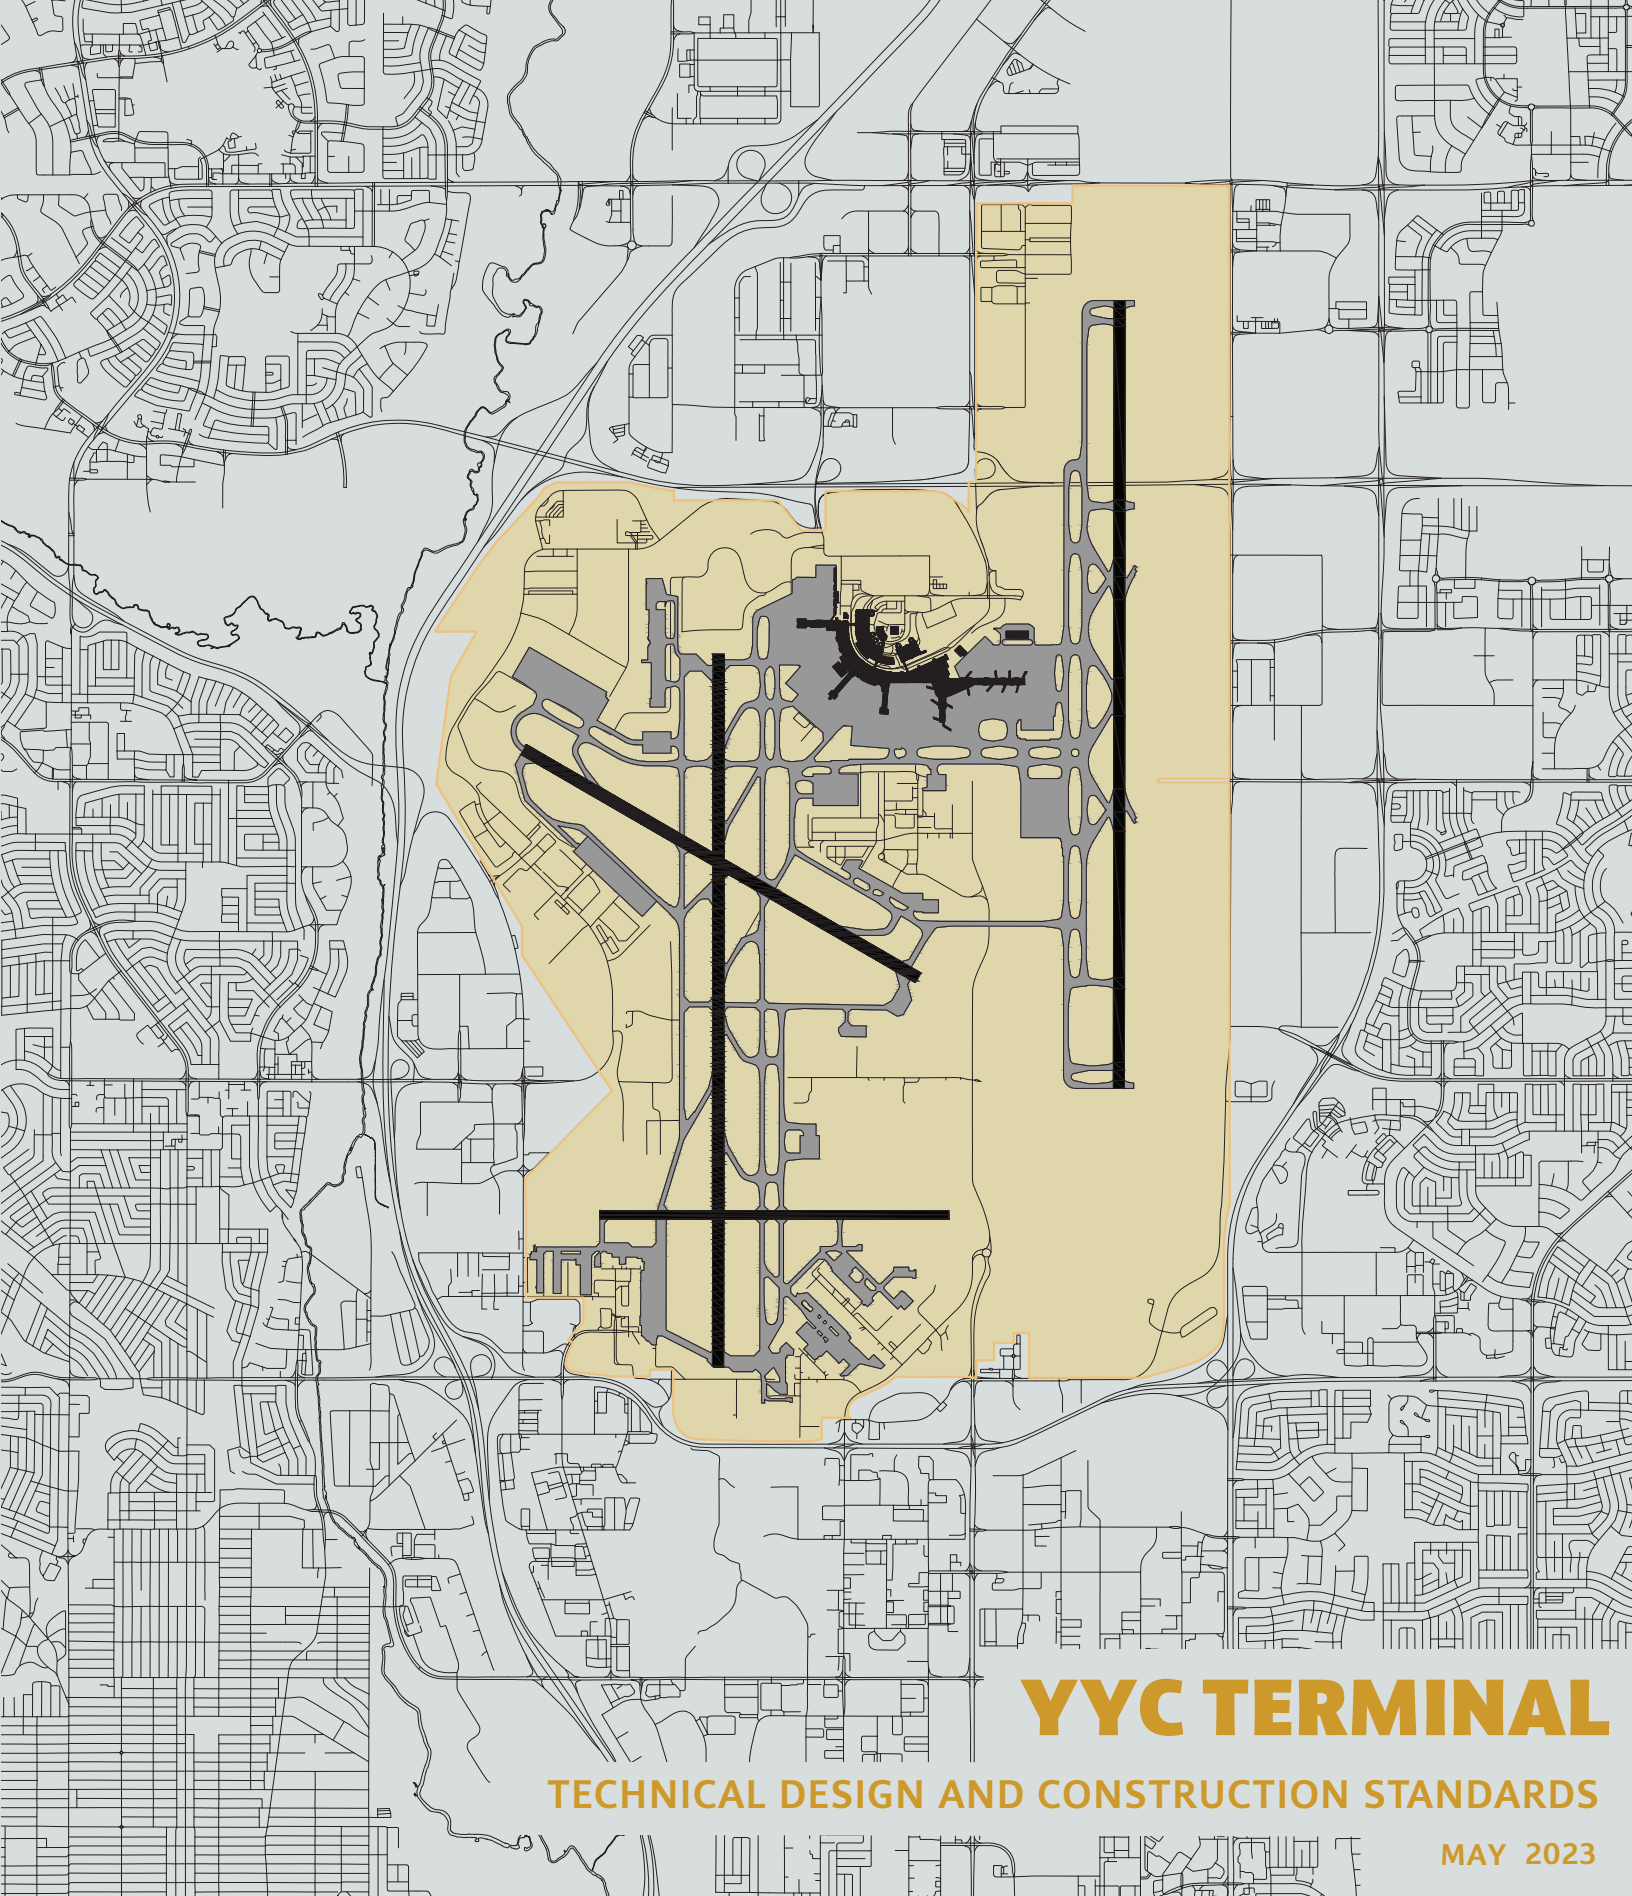 YYC TERMINAL
TECHNICAL DESIGN AND CONSTRUCTION STANDARDS
MAY 2023